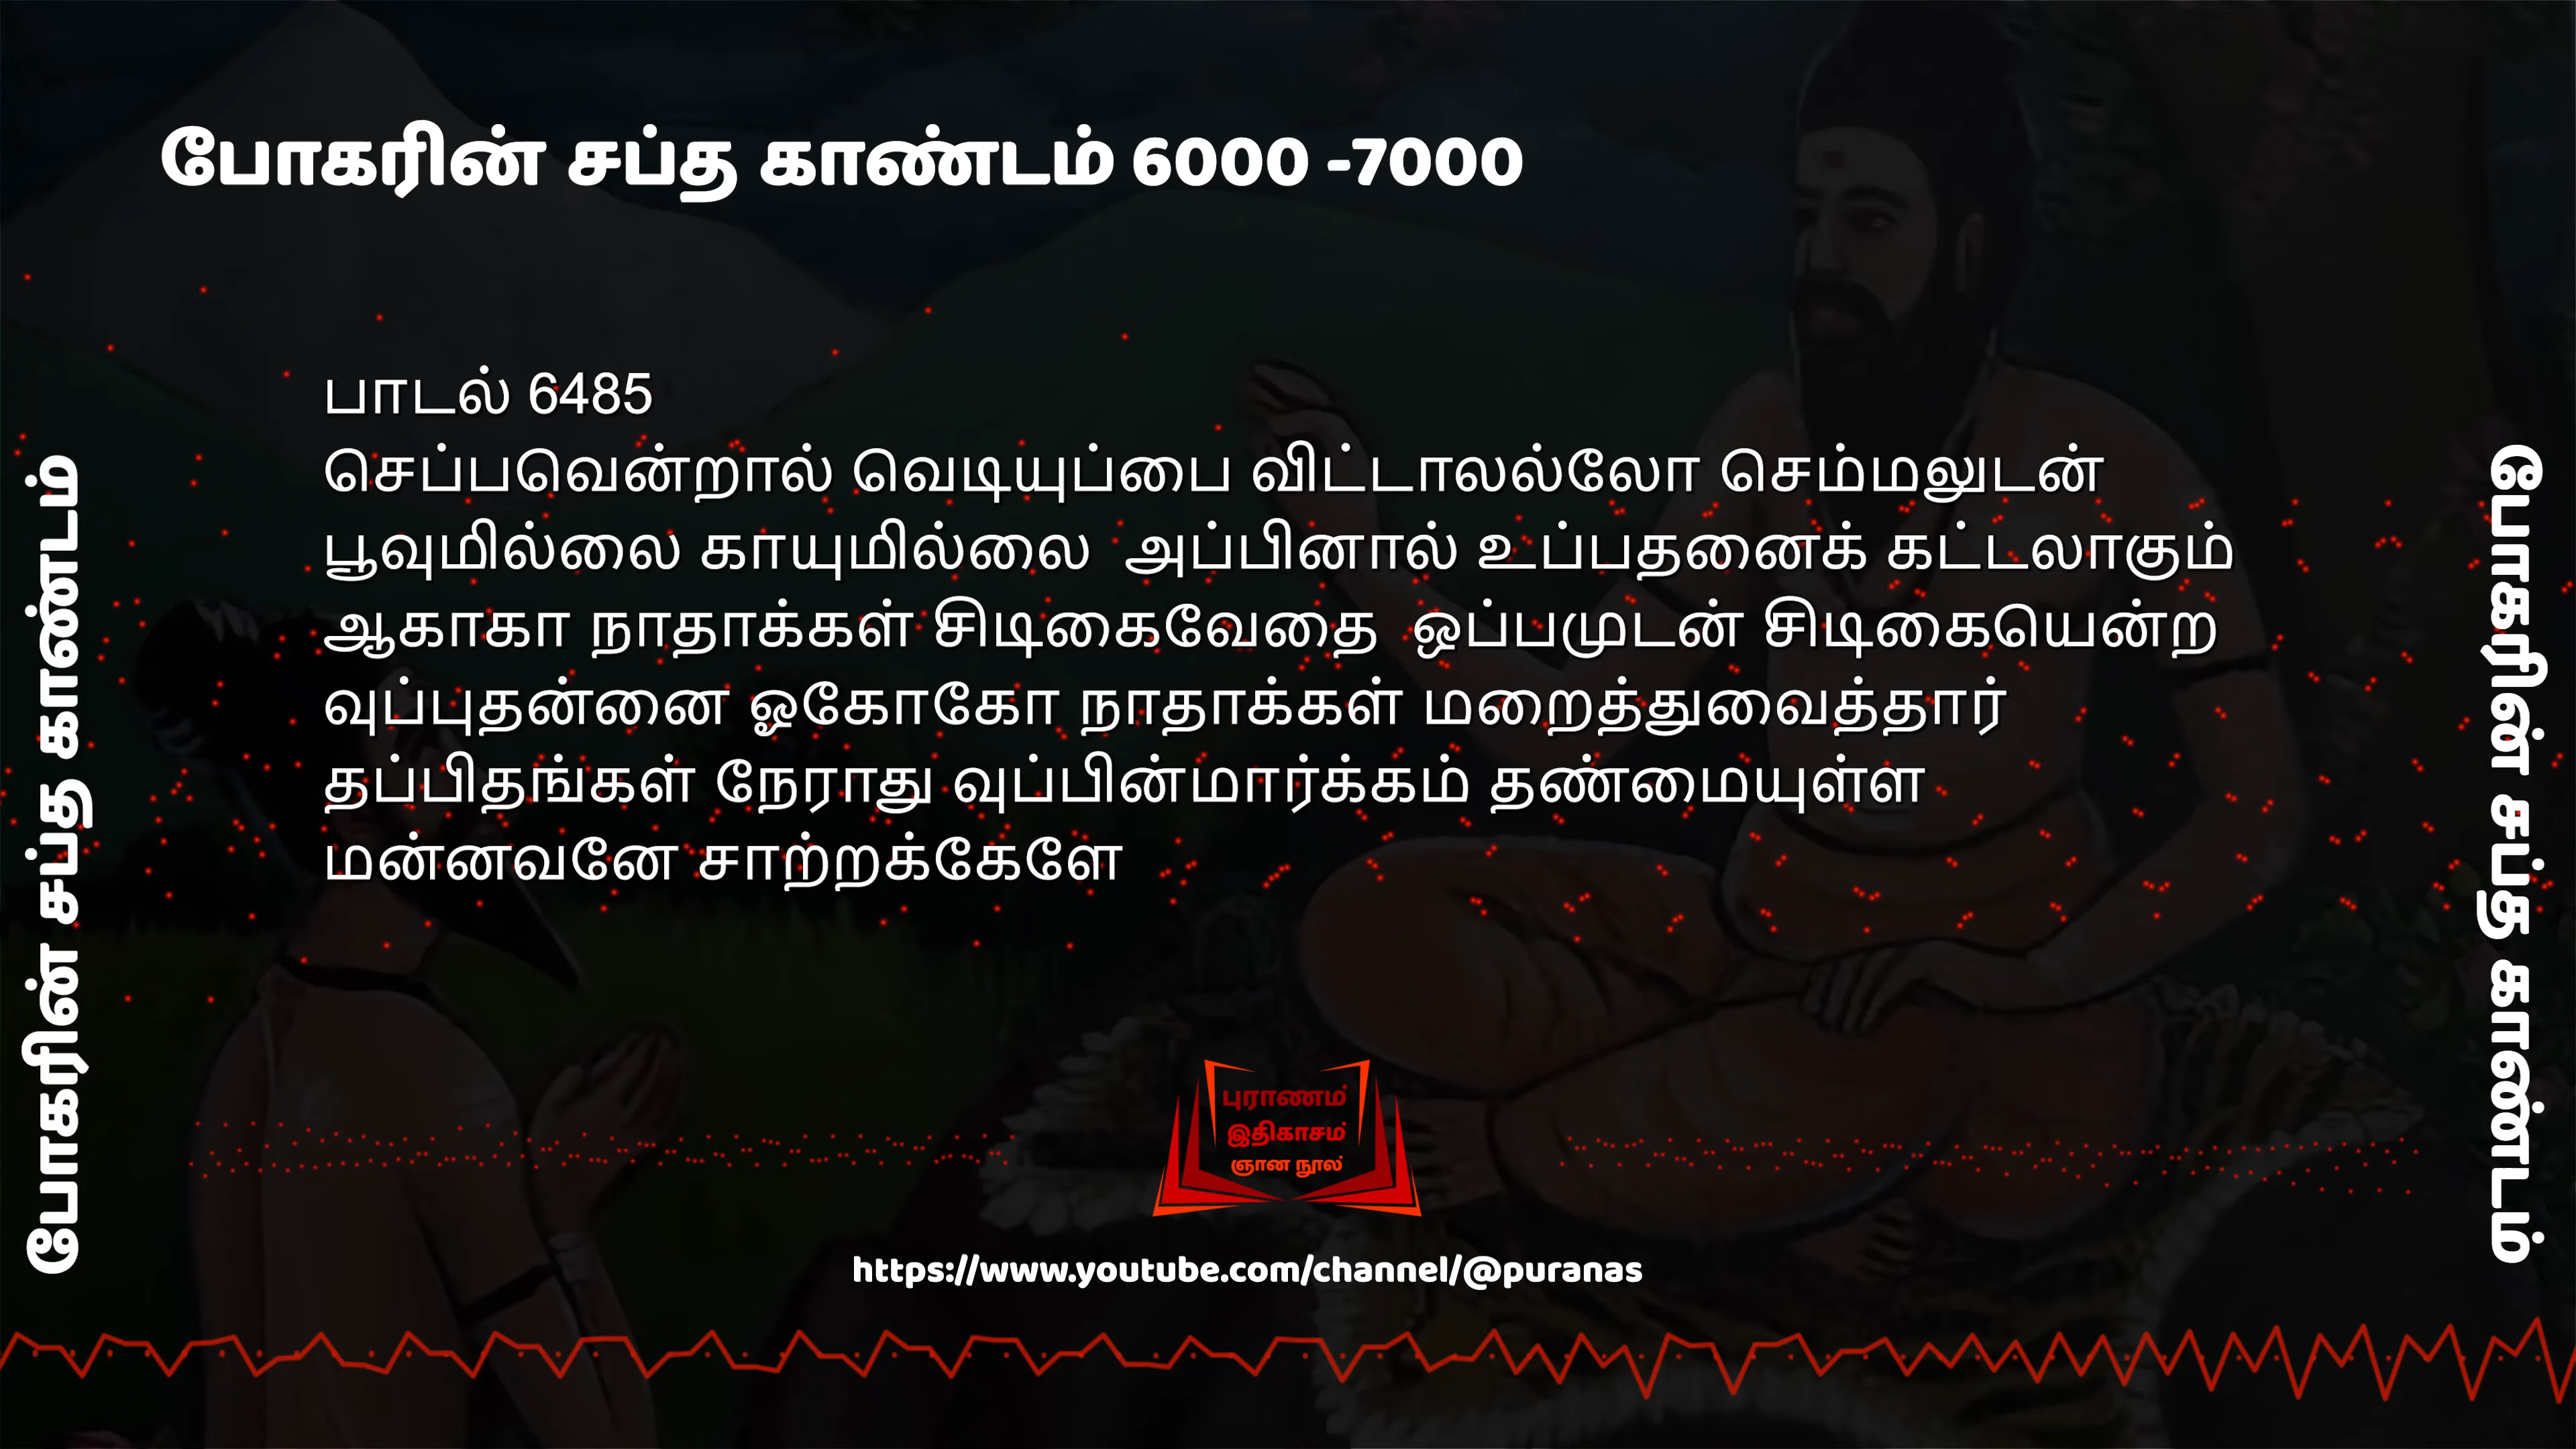 போகரின் சப்த காண்டம் 6000 -7000
பாடல் 6485
செப்பவென்றால் வெடியுப்பை விட்டாலல்லோ செம்மலுடன்
பூவுமில்லை காயுமில்லை அப்பினால் உப்பதனைக் கட்டலாகும்
ஆகாகா நாதாக்கள் சிடிகைவேதை ஒப்பமுடன் சிடிகையென்ற
வுப்புதன்னை ஓகோகோ நாதாக்கள் மறைத்துவைத்தார்
தப்பிதங்கள் நேராது வுப்பின்மார்க்கம் தண்மையுள்ள
மன்னவனே சாற்றக்கேளே
போகரின் சப்த காண்டம்
போகரின் சப்த காண்டம்
புராணம்
இதிகாசம்
ஞான நூல்
https://www.youtube.com/channel/@puranas